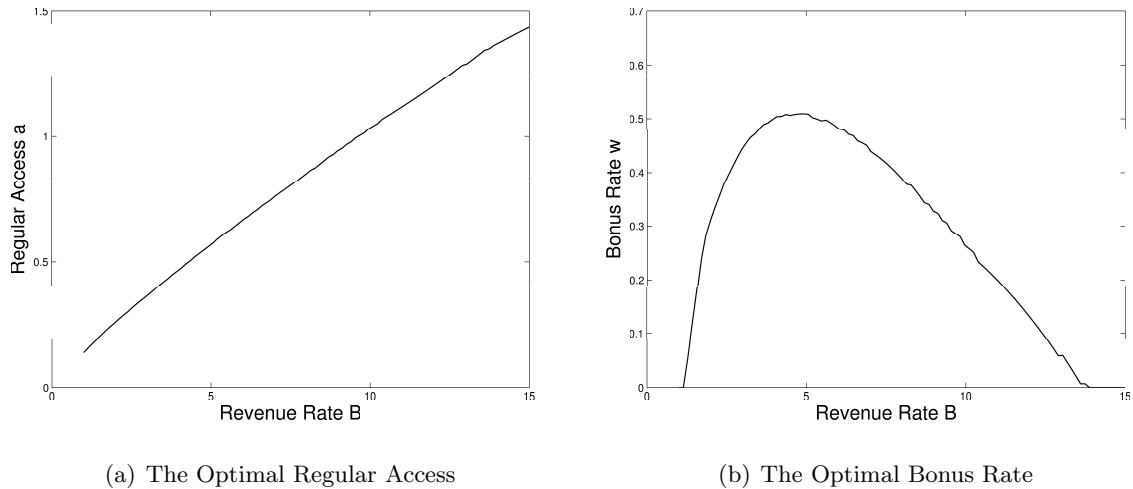 1.5
1
0.5
0
Regular Access a
0 5 10 15
Revenue Rate B
(a) The Optimal Regular Access
0.7
0.6
0.5
0.4
0.3
0.2
0.1
0
Bonus Rate w
0 5 10 15
Revenue Rate B
(b) The Optimal Bonus Rate